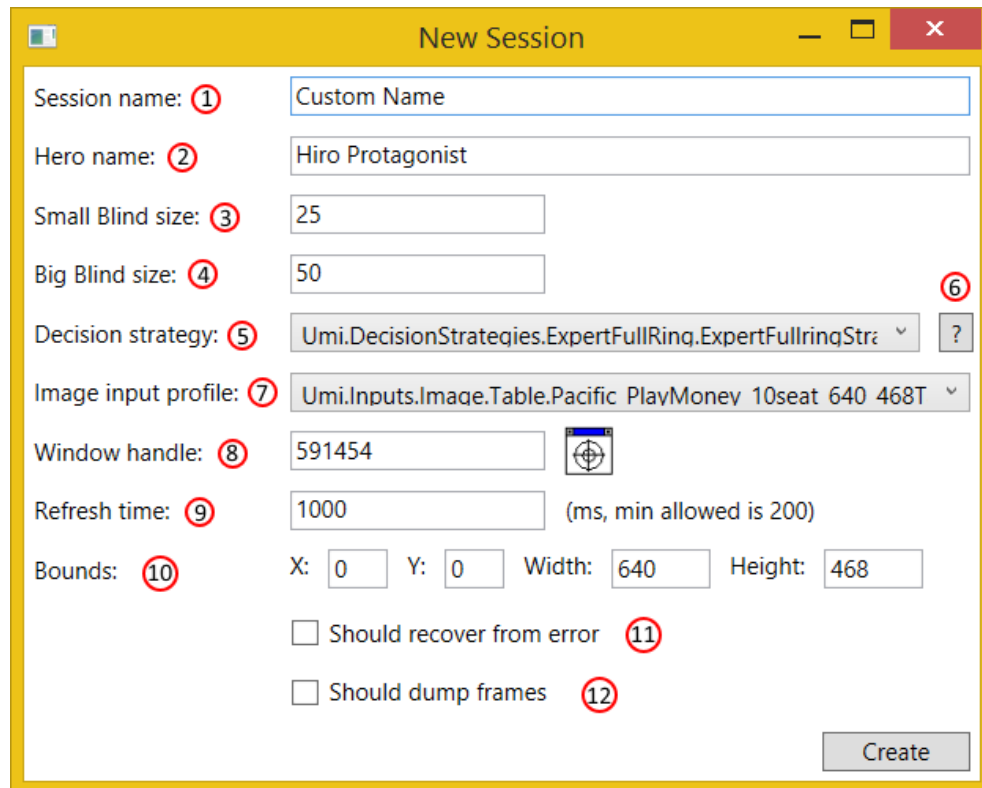 New Session
Session name: 1 Custom Name
Hero name: 2 Hiro Protagonist
Small Blind size: 3 25
Big Blind size: 4 50
6
Decision strategy: 5 Umi.DecisionStrategies.ExpertFullRing.ExpertFullringStra ?
Image input profile: 7 Umi.Inputs.Image.Table.Pacific_PlayMoney_10seat_640_468T
Window handle: 8 591454
Refresh time: 9 1000 (ms, min allowed is 200)
Bounds: 10 X: 0 Y: 0 Width: 640 Height: 468
Should recover from error 11
Should dump frames 12
Create